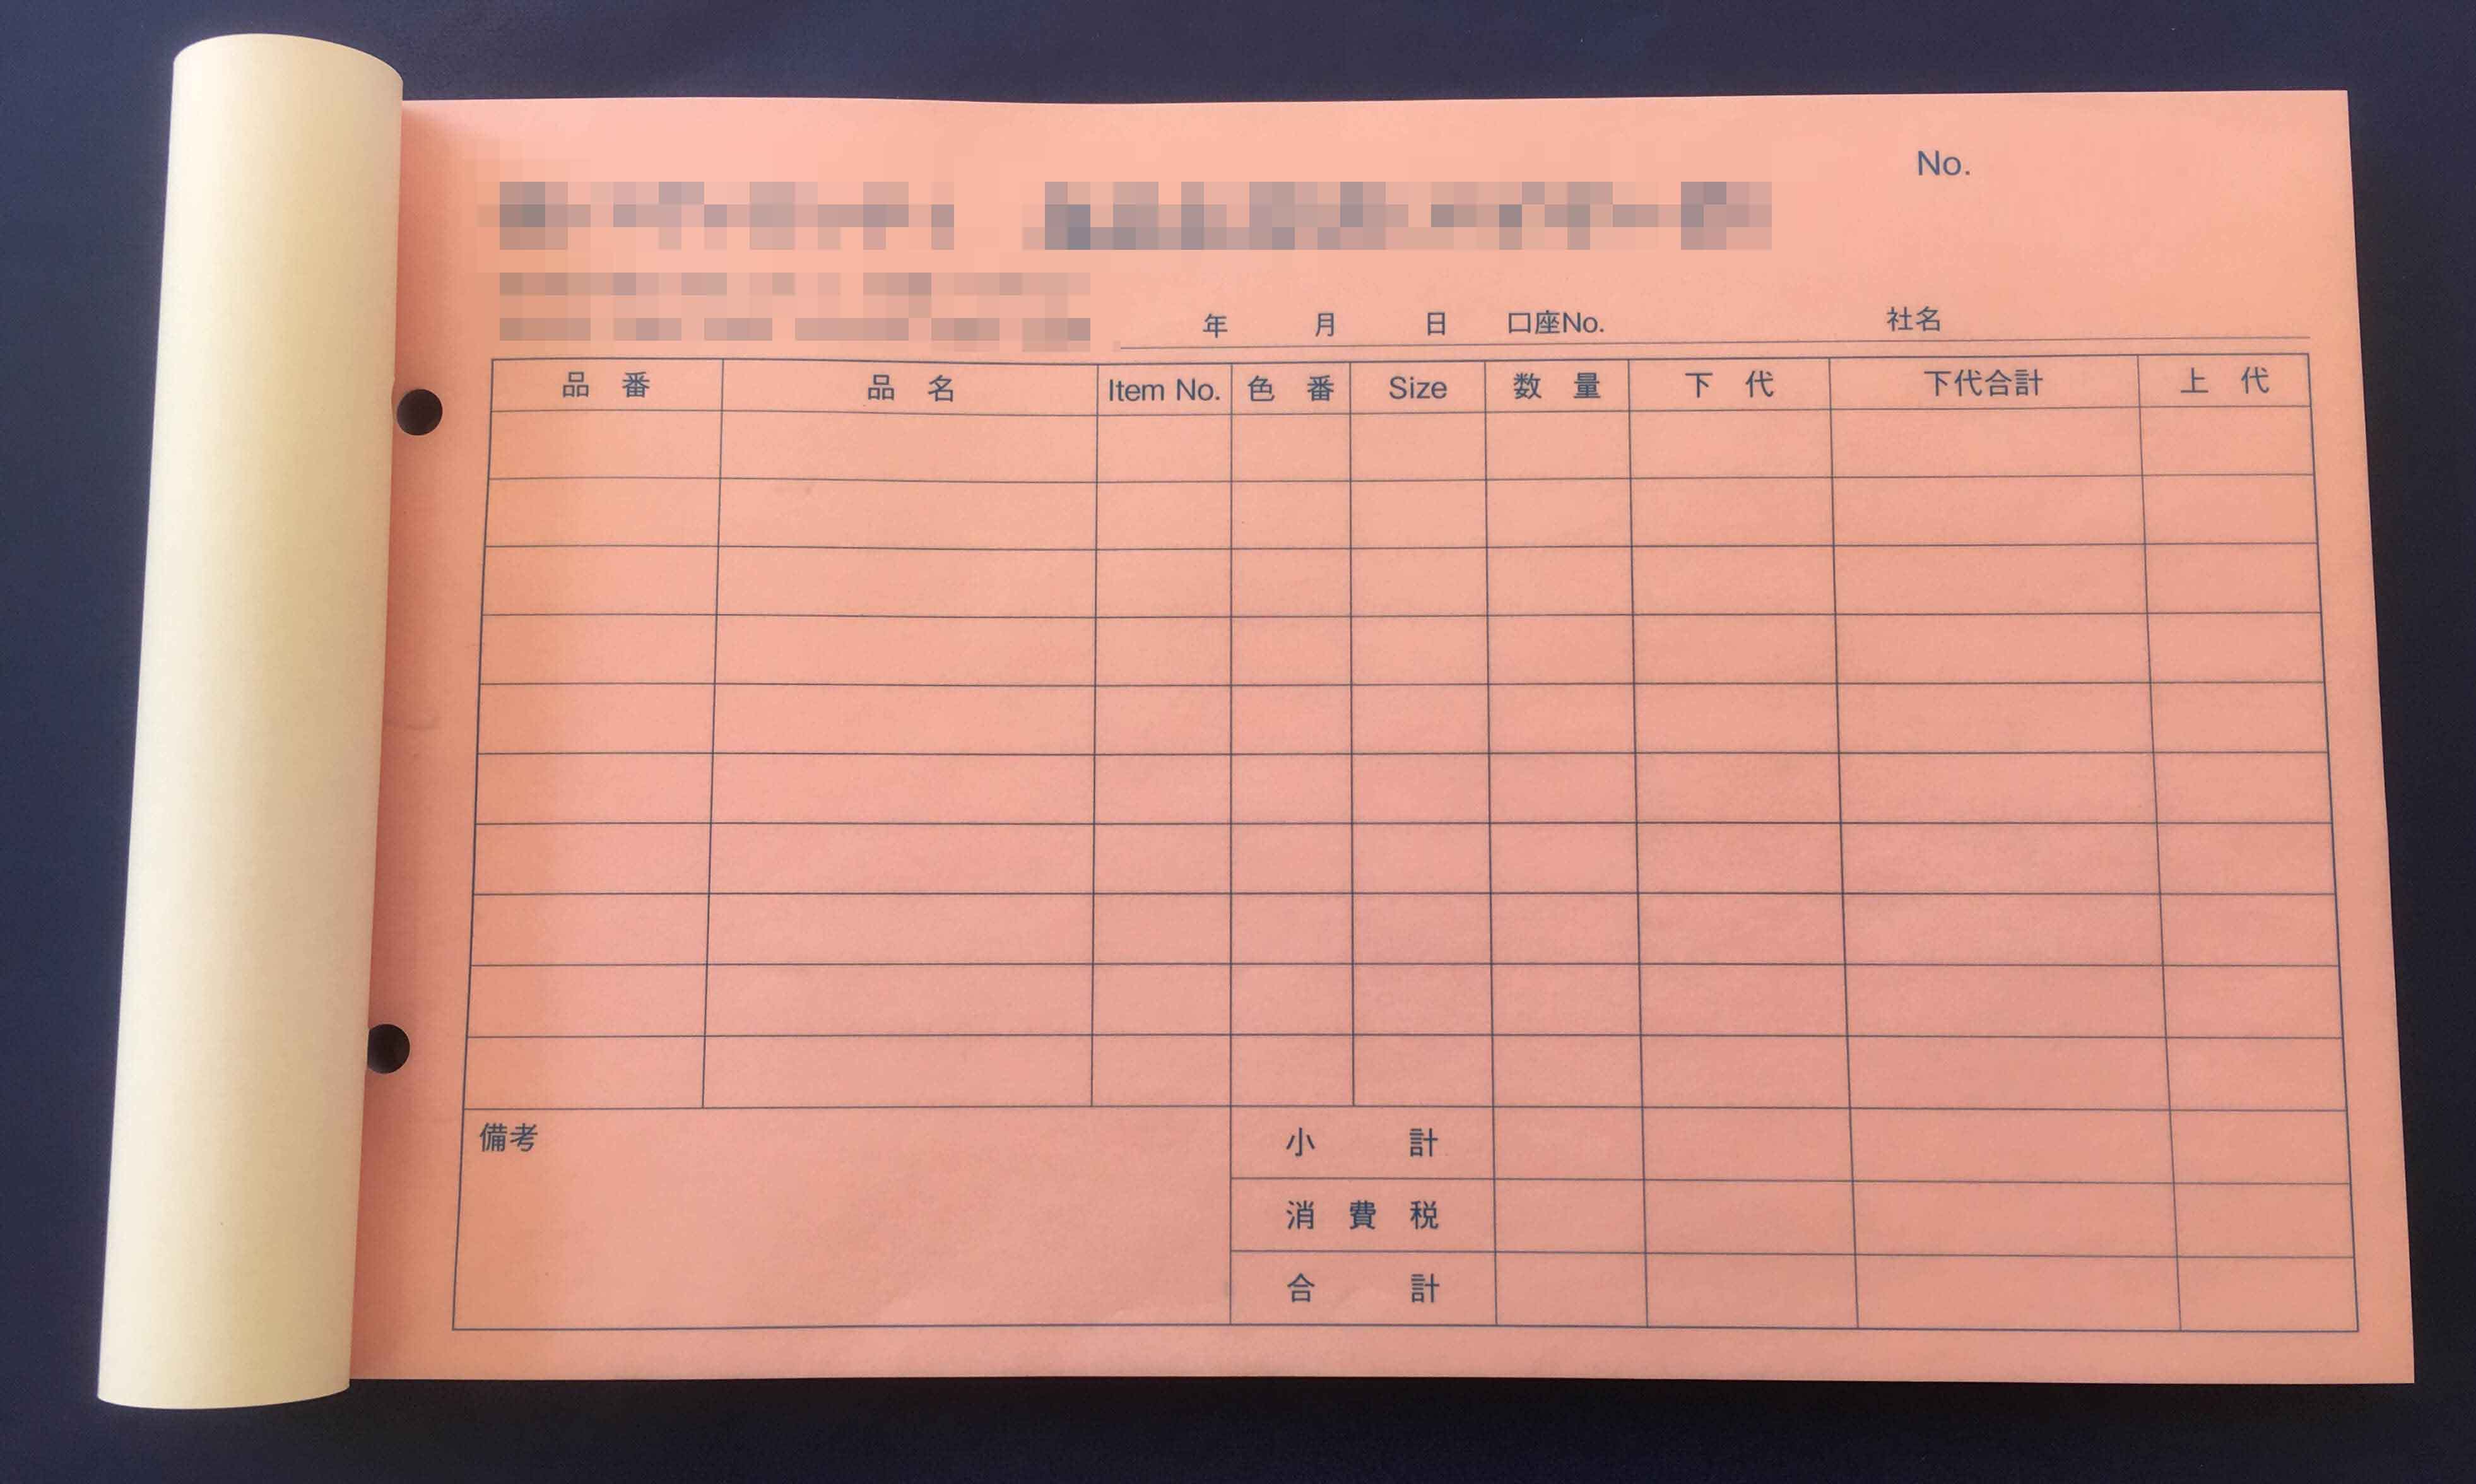 No.
年 月 日 口座No. 社名
品番 品名 Item No. 色番 Size 数量 下代 下代合計 上代
備考
小計
消費税
合計